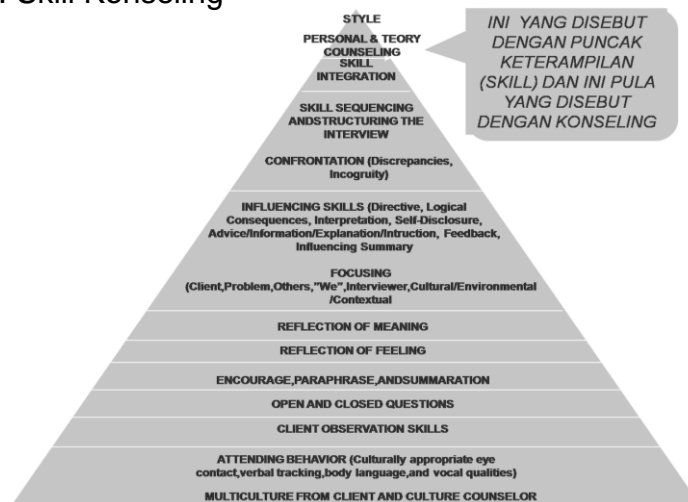 Skill Konseling
STYLE
PERSONAL & TEORY
COUNSELING
SKILL
INTEGRATION
INI YANG DISEBUT
DENGAN PUNCAK
KETERAMPILAN
(SKILL) DAN INI PULA
YANG DISEBUT
DENGAN KONSELING
SKILL SEQUENCING
ANDSTRUCTURING THE
INTERVIEW
CONFRONTATION (Discrepancies,
Incogruity)
INFLUENCING SKILLS (Directive, Logical
Consequences, Interpretation, Self-Disclosure,
Advice/Information/Explanation/Intruction, Feedback,
Influencing Summary
FOCUSING
(Client,Problem,Others,"We",Interviewer,Cultural/Environmental
/Contextual
REFLECTION OF MEANING
REFLECTION OF FEELING
ENCOURAGE,PARAPHRASE,ANDSUMMARATION
OPEN AND CLOSED QUESTIONS
CLIENT OBSERVATION SKILLS
ATTENDING BEHAVIOR (Culturally appropriate eye
contact,verbal tracking,body language,and vocal qualities)
MULTICULTURE FROM CLIENT AND CULTURE COUNSELOR